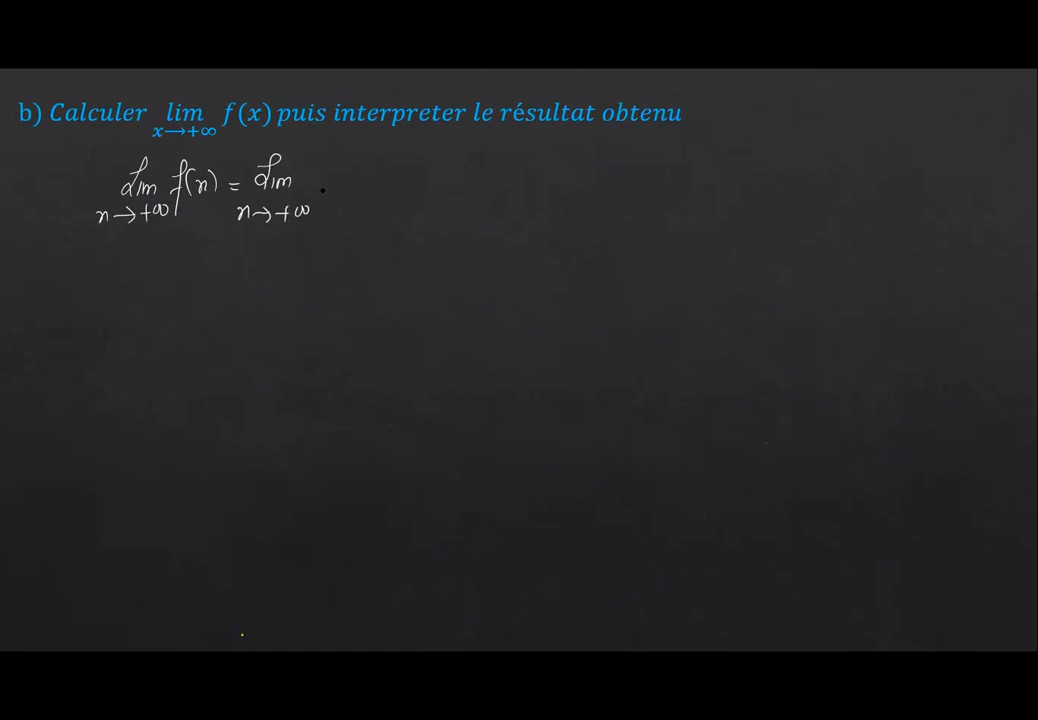 b) Calculer lim f(x) puis interpreter le résultat obtenu
x⟶+∞
lim f(x) = lim
x→+∞ x→+∞